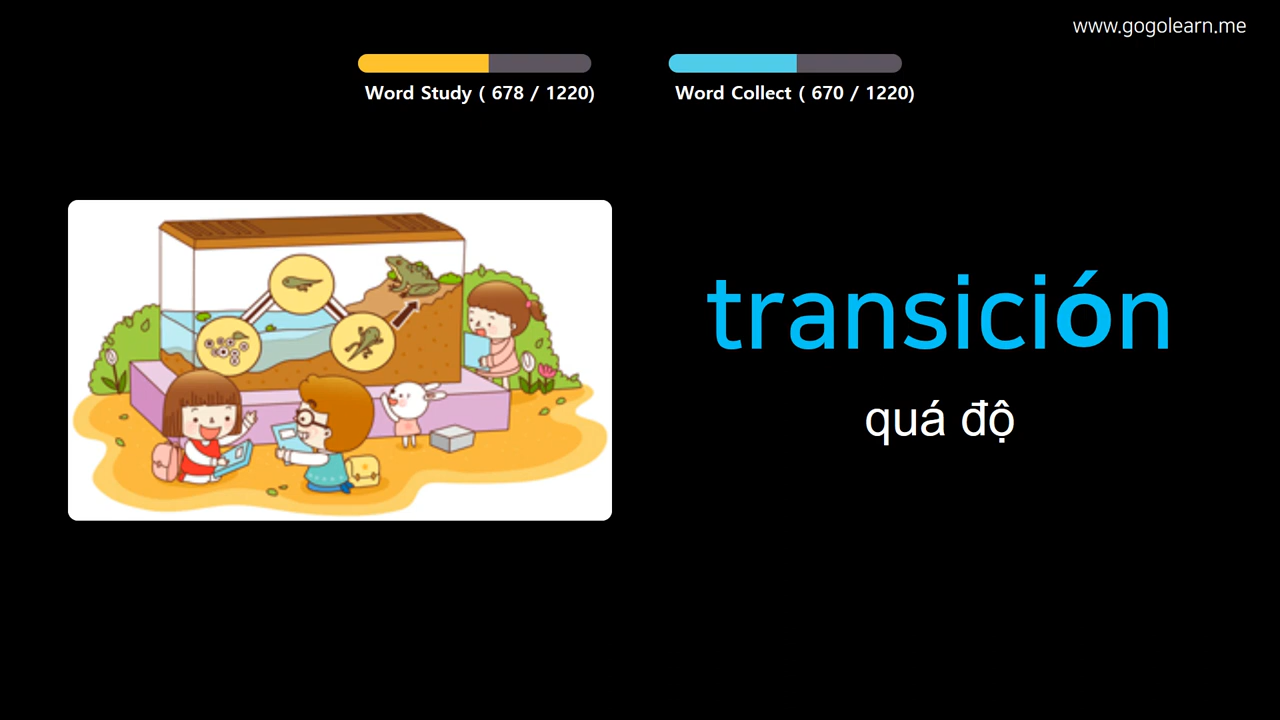 www.gogolearn.me
Word Study ( 678 / 1220)
Word Collect ( 670 / 1220)
transición
quá độ